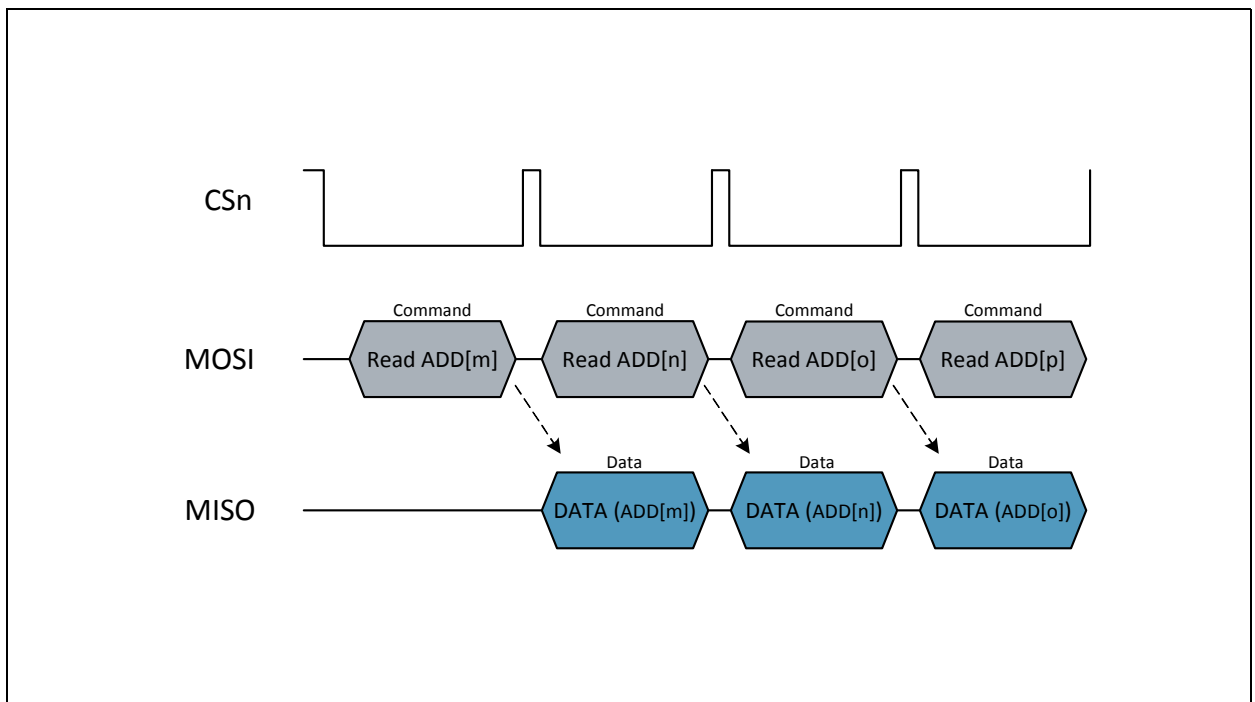 CSn
Command Command Command Command
MOSI Read ADD[m] Read ADD[n] Read ADD[o] Read ADD[p]
Data Data Data
MISO DATA (ADD[m]) DATA (ADD[n]) DATA (ADD[o])